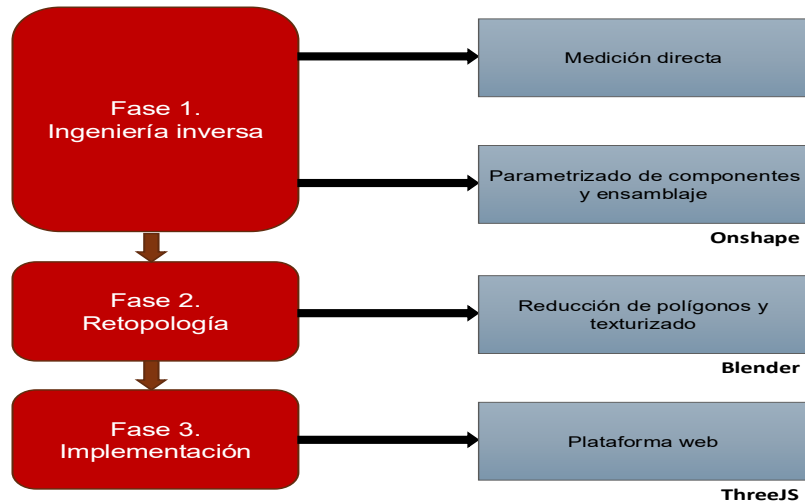 Fase 1.
Ingeniería inversa
Medición directa
Parametrizado de componentes
y ensamblaje
Onshape
Fase 2.
Retopología
Reducción de polígonos y
texturizado
Blender
Fase 3.
Implementación
Plataforma web
ThreeJS